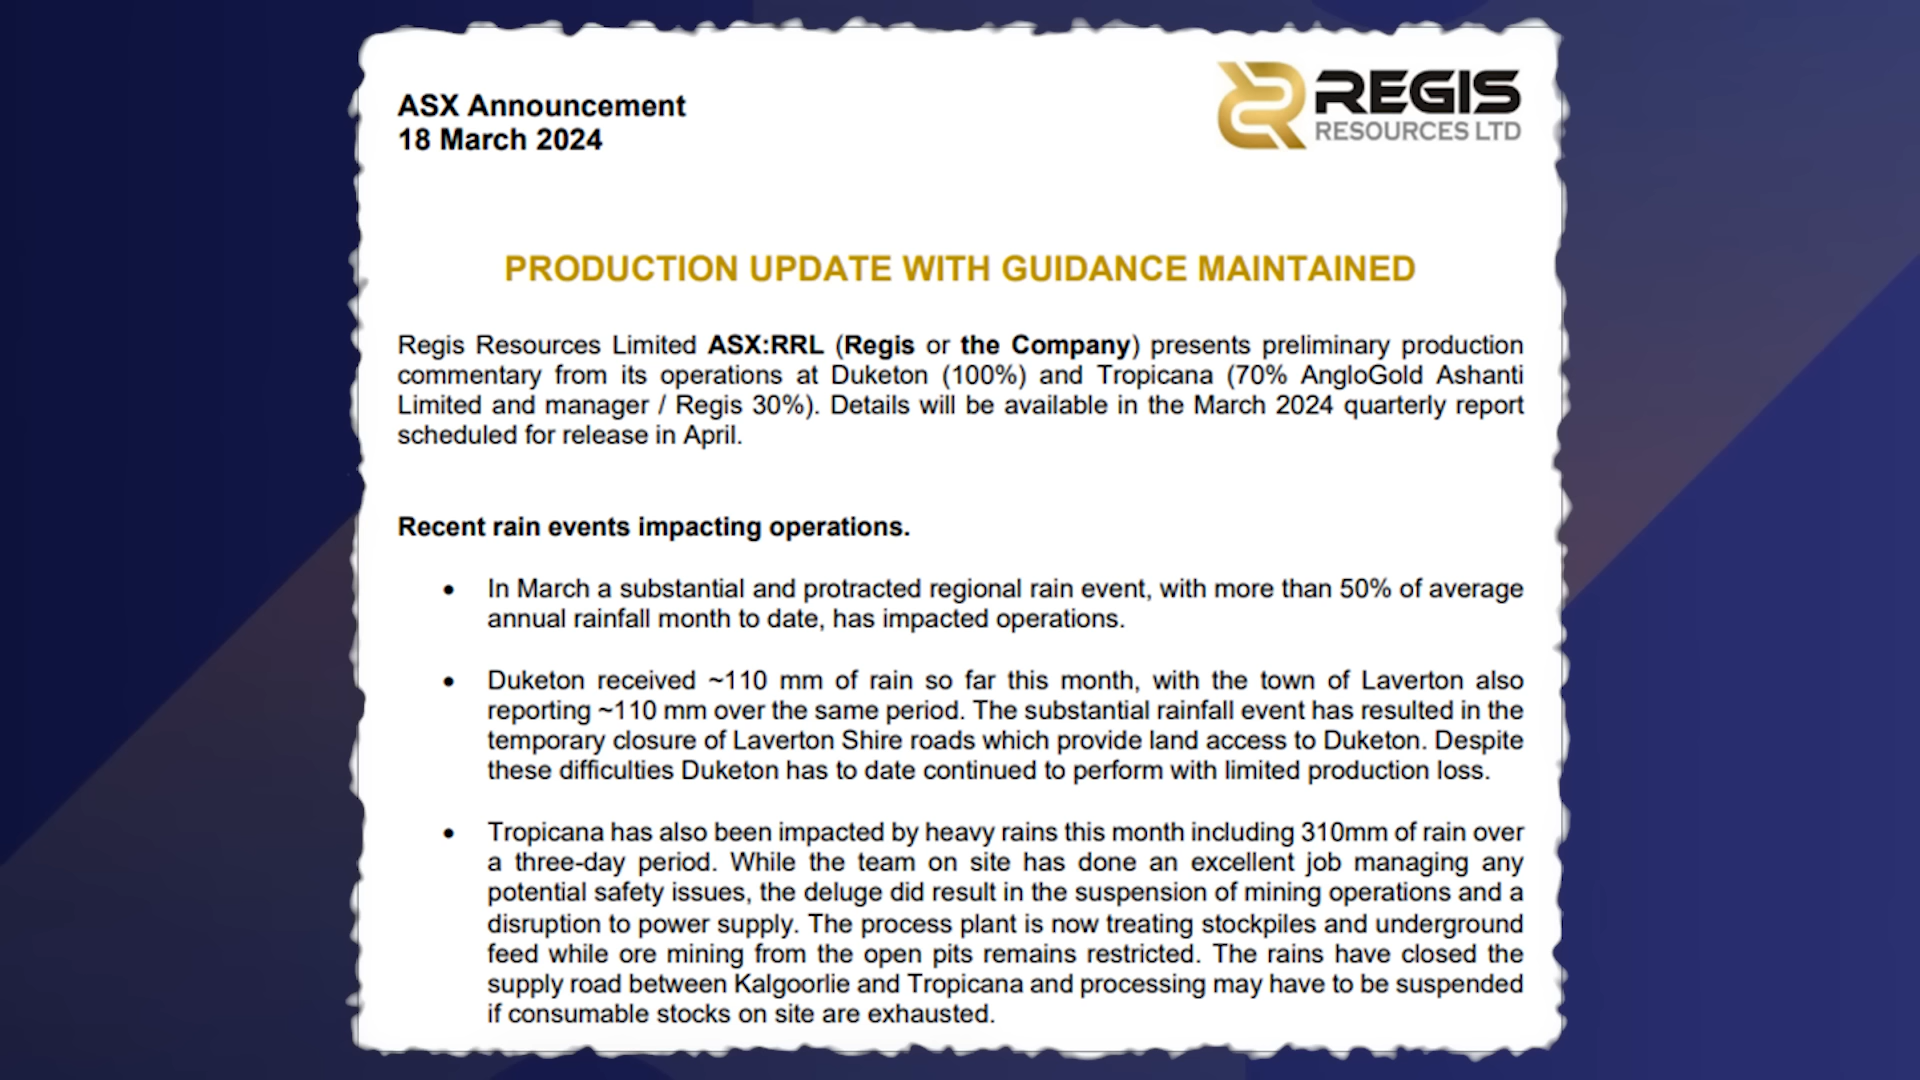 ASX Announcement
18 March 2024
REGIS
RESOURCES LTD
PRODUCTION UPDATE WITH GUIDANCE MAINTAINED
Regis Resources Limited ASX:RRL (Regis or the Company) presents preliminary production
commentary from its operations at Duketon (100%) and Tropicana (70% AngloGold Ashanti
Limited and manager / Regis 30%). Details will be available in the March 2024 quarterly report
scheduled for release in April.
Recent rain events impacting operations.
• In March a substantial and protracted regional rain event, with more than 50% of average
annual rainfall month to date, has impacted operations.
• Duketon received ~110 mm of rain so far this month, with the town of Laverton also
reporting ~110 mm over the same period. The substantial rainfall event has resulted in the
temporary closure of Laverton Shire roads which provide land access to Duketon. Despite
these difficulties Duketon has to date continued to perform with limited production loss.
• Tropicana has also been impacted by heavy rains this month including 310mm of rain over
a three-day period. While the team on site has done an excellent job managing any
potential safety issues, the deluge did result in the suspension of mining operations and a
disruption to power supply. The process plant is now treating stockpiles and underground
feed while ore mining from the open pits remains restricted. The rains have closed the
supply road between Kalgoorlie and Tropicana and processing may have to be suspended
if consumable stocks on site are exhausted.